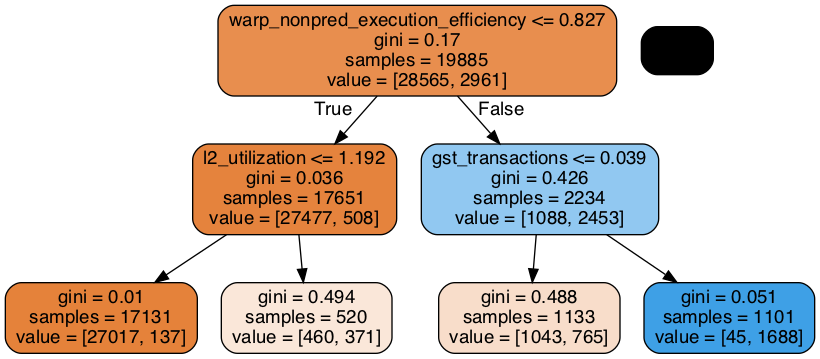 warp_nonpred_execution_efficiency <= 0.827
gini = 0.17
samples = 19885
value = [28565, 2961]
True
False
l2_utilization <= 1.192
gini = 0.036
samples = 17651
value = [27477, 508]
gst_transactions <= 0.039
gini = 0.426
samples = 2234
value = [1088, 2453]
gini = 0.01
samples = 17131
value = [27017, 137]
gini = 0.494
samples = 520
value = [460, 371]
gini = 0.488
samples = 1133
value = [1043, 765]
gini = 0.051
samples = 1101
value = [45, 1688]